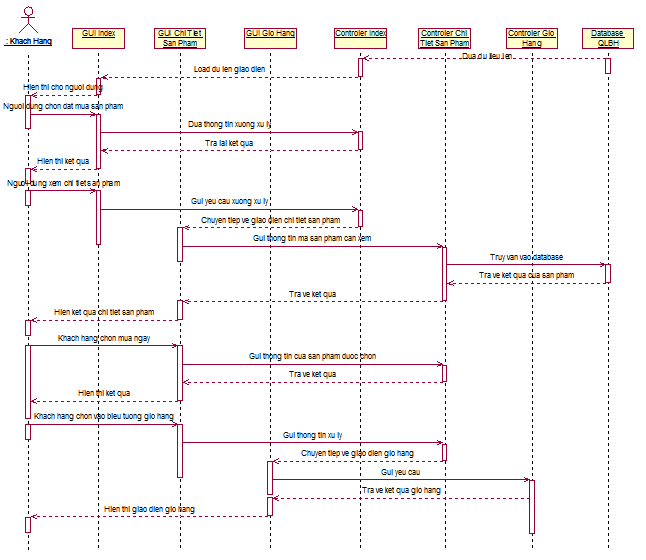 : Khach Hang
GUI Index
GUI Chi Tiet
San Pham
GUI Gio Hang
Controler Index
Controler Chi
Tiet San Pham
Controler Gio
Hang
Database
QLBH
Dua du lieu len
Load du len giao dien
Hien thi cho nguoi dung
Nguoi dung chon dat mua san pham
Dua thong tin xuong xu ly
Tra lai ket qua
Hien thi ket qua
Nguoi dung xem chi tiet san pham
Gui yeu cau xuong xu ly
Chuyen tiep ve giao dien chi tiet san pham
Gui thong tin ma san pham can xem
Truy van vao database
Tra ve ket qua cua san pham
Tra ve ket qua
Hien ket qua chi tiet san pham
Khach hang chon mua ngay
Gui thong tin cua san pham duoc chon
Tra ve ket qua
Hien thi ket qua
Khach hang chon vao bieu tuong gio hang
Gui thong tin xu ly
Chuyen tiep ve giao dien gio hang
Gui yeu cau
Tra ve ket qua gio hang
Hien thi giao dien gio hang